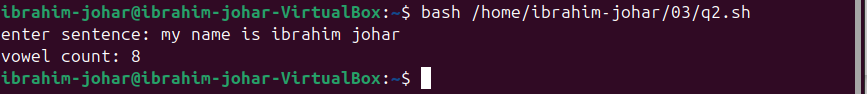 ibrahim-johar@ibrahim-johar-VirtualBox:~$ bash /home/ibrahim-johar/03/q2.sh
enter sentence: my name is ibrahim johar
vowel count: 8
ibrahim-johar@ibrahim-johar-VirtualBox:~$